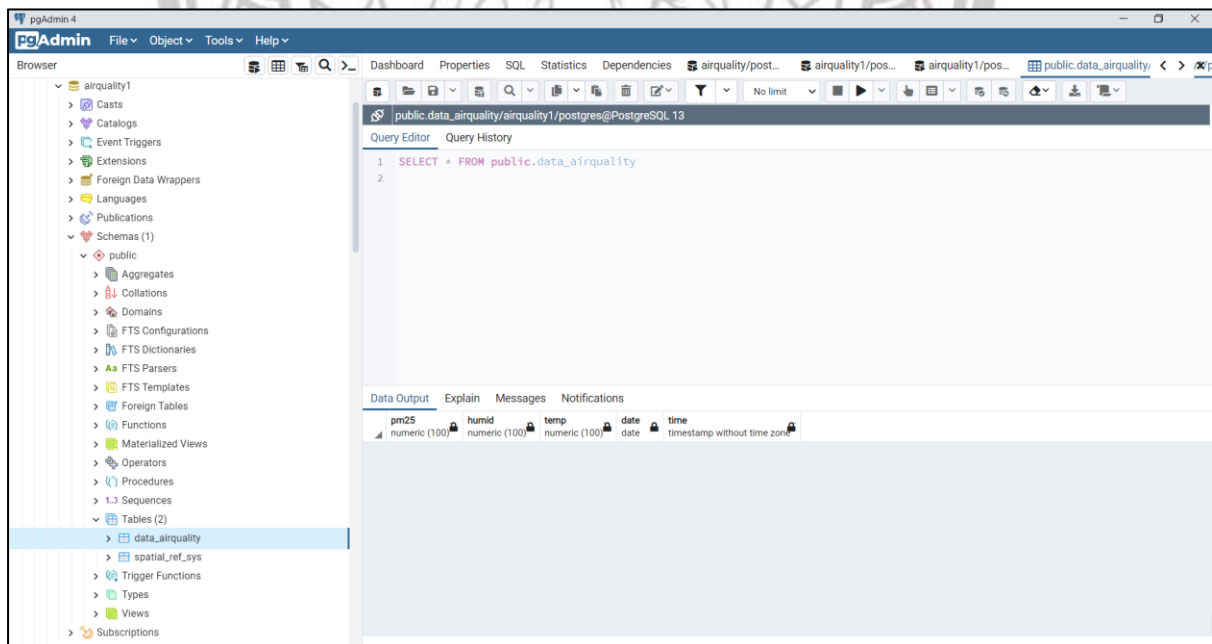 pgAdmin 4
pgAdmin File Object Tools Help
Browser
Dashboard Properties SQL Statistics Dependencies airquality/post... airquality1/pos... airquality1/pos... public.data_airquality/
No limit
public.data_airquality/airquality1/postgres@PostgreSQL 13
Query Editor Query History
1 SELECT * FROM public.data_airquality
2
airquality1
Casts
Catalogs
Event Triggers
Extensions
Foreign Data Wrappers
Languages
Publications
Schemas (1)
public
Aggregates
Collations
Domains
FTS Configurations
FTS Dictionaries
Aa FTS Parsers
FTS Templates
Foreign Tables
Functions
Materialized Views
Operators
Procedures
1..3 Sequences
Tables (2)
data_airquality
spatial_ref_sys
Trigger Functions
Types
Views
Subscriptions
Data Output Explain Messages Notifications
pm25 humid temp date time
numeric (100) numeric (100) numeric (100) date timestamp without time zone